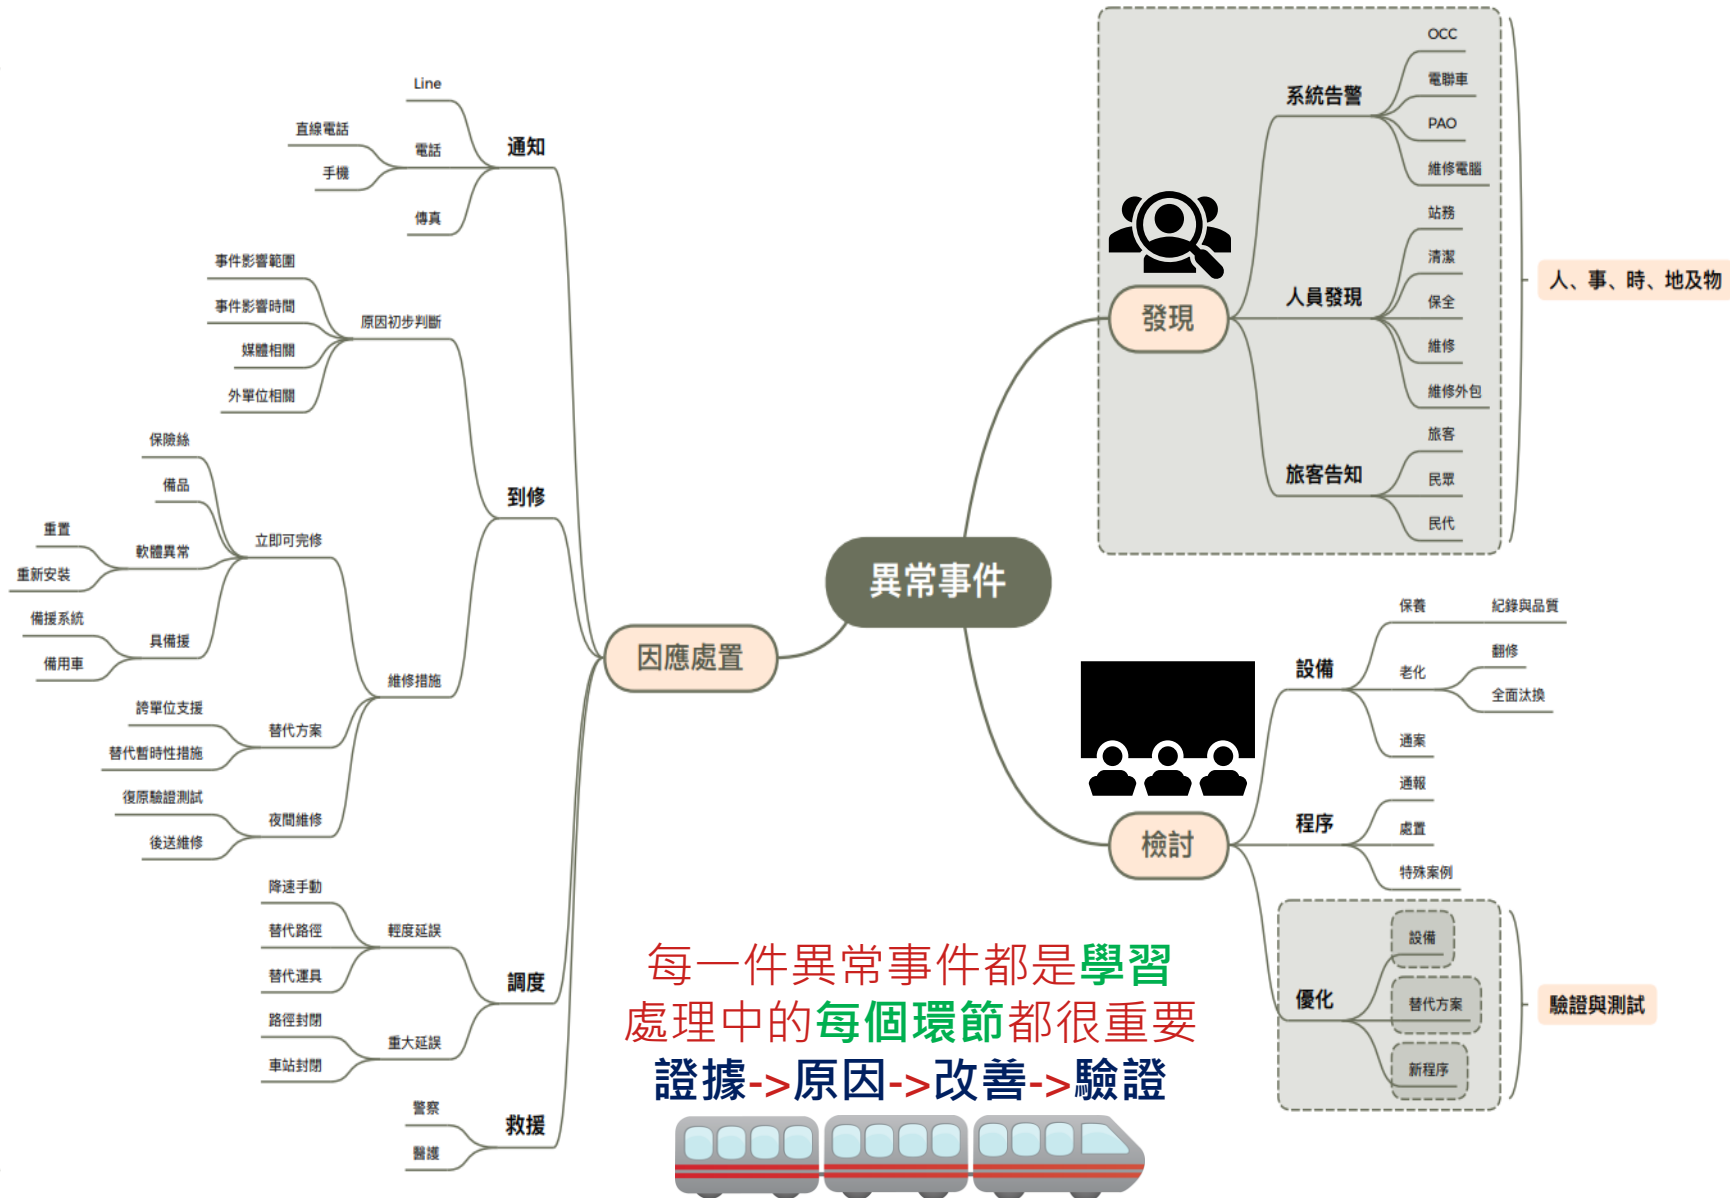 異常事件
發現
系統告警
OCC
電聯車
PAO
維修電腦
人員發現
站務
清潔
保全
維修
維修外包
旅客告知
旅客
民眾
民代
人、事、時、地及物
檢討
設備
保養
紀錄與品質
老化
翻修
全面汰換
通案
程序
通報
處置
特殊案例
優化
設備
替代方案
新程序
驗證與測試
因應處置
通知
Line
電話
直線電話
手機
傳真
到修
原因初步判斷
事件影響範圍
事件影響時間
媒體相關
外單位相關
維修措施
立即可完修
保險絲
備品
軟體異常
重置
重新安裝
具備援
備援系統
備用車
替代方案
誇單位支援
替代暫時性措施
夜間維修
復原驗證測試
後送維修
調度
輕度延誤
降速手動
替代路徑
替代運具
重大延誤
路徑封閉
車站封閉
救援
警察
醫護
每一件異常事件都是學習
處理中的每個環節都很重要
證據->原因->改善->驗證